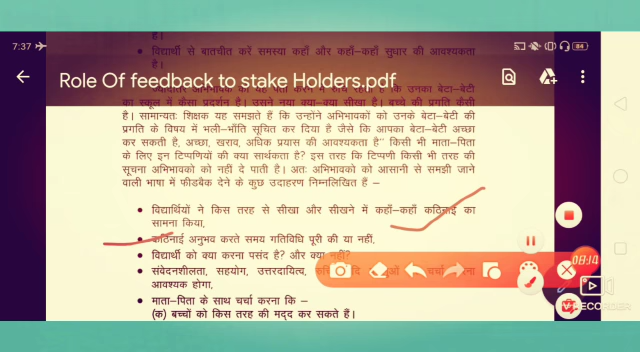 7:37
84
है।
• विद्यार्थी से बातचीत करें समस्या कहाँ और कहाँ–कहाँ सुधार की आवश्यकता
है।
Role Of feedback to stake Holders.pdf
का स्कूल में कैसा प्रदर्शन है। उसने नया क्या–क्या सीखा है। बच्चे की प्रगति कैसी
है। सामान्यतः शिक्षक यह समझते हैं कि उन्होंने अभिभावकों को उनके बेटा–बेटी की
प्रगति के विषय में भली–भाँति सूचित कर दिया है जैसे कि आपका बेटा–बेटी अच्छा
कर सकती है, अच्छा, खराब, अधिक प्रयास की आवश्यकता है" किसी भी माता–पिता
के लिए इन टिप्पणियों की क्या सार्थकता है? इस तरह कि टिप्पणी किसी भी तरह की
सूचना अभिभावको को नहीं दे पाती है। अतः अभिभावको को आसानी से समझी जाने
वाली भाषा में फीडबैक देने के कुछ उदाहरण निम्नलिखित हैं –
• विद्यार्थियों ने किस तरह से सीखा और सीखने में कहाँ–कहाँ कठिनाई का
सामना किया,
• कठिनाई अनुभव करते समय गतिविधि पूरी की या नहीं,
• विद्यार्थी को क्या करना पसंद है? और क्या नहीं?
• संवेदनशीलता, सहयोग, उत्तरदायित्व,
आवश्यक होगा,
• माता–पिता के साथ चर्चा करना कि –
(क) बच्चों को किस तरह की मद्द कर सकते हैं।
03:14
RECORDER